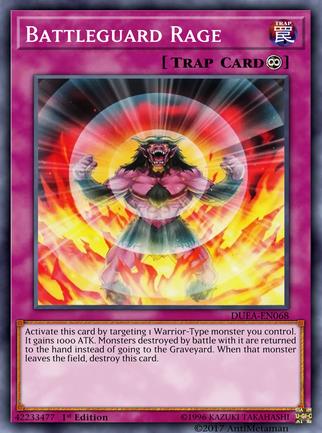 Battleguard Rage
TRAP
罠
[Trap Card]
DUEA-EN068
Activate this card by targeting 1 Warrior-Type monster you control.
It gains 1000 ATK. Monsters destroyed by battle with it are returned
to the hand instead of going to the Graveyard. When that monster
leaves the field, destroy this card.
42233477 1st Edition ©1996 KAZUKI TAKAHASHI
©2017 AntiMetaman